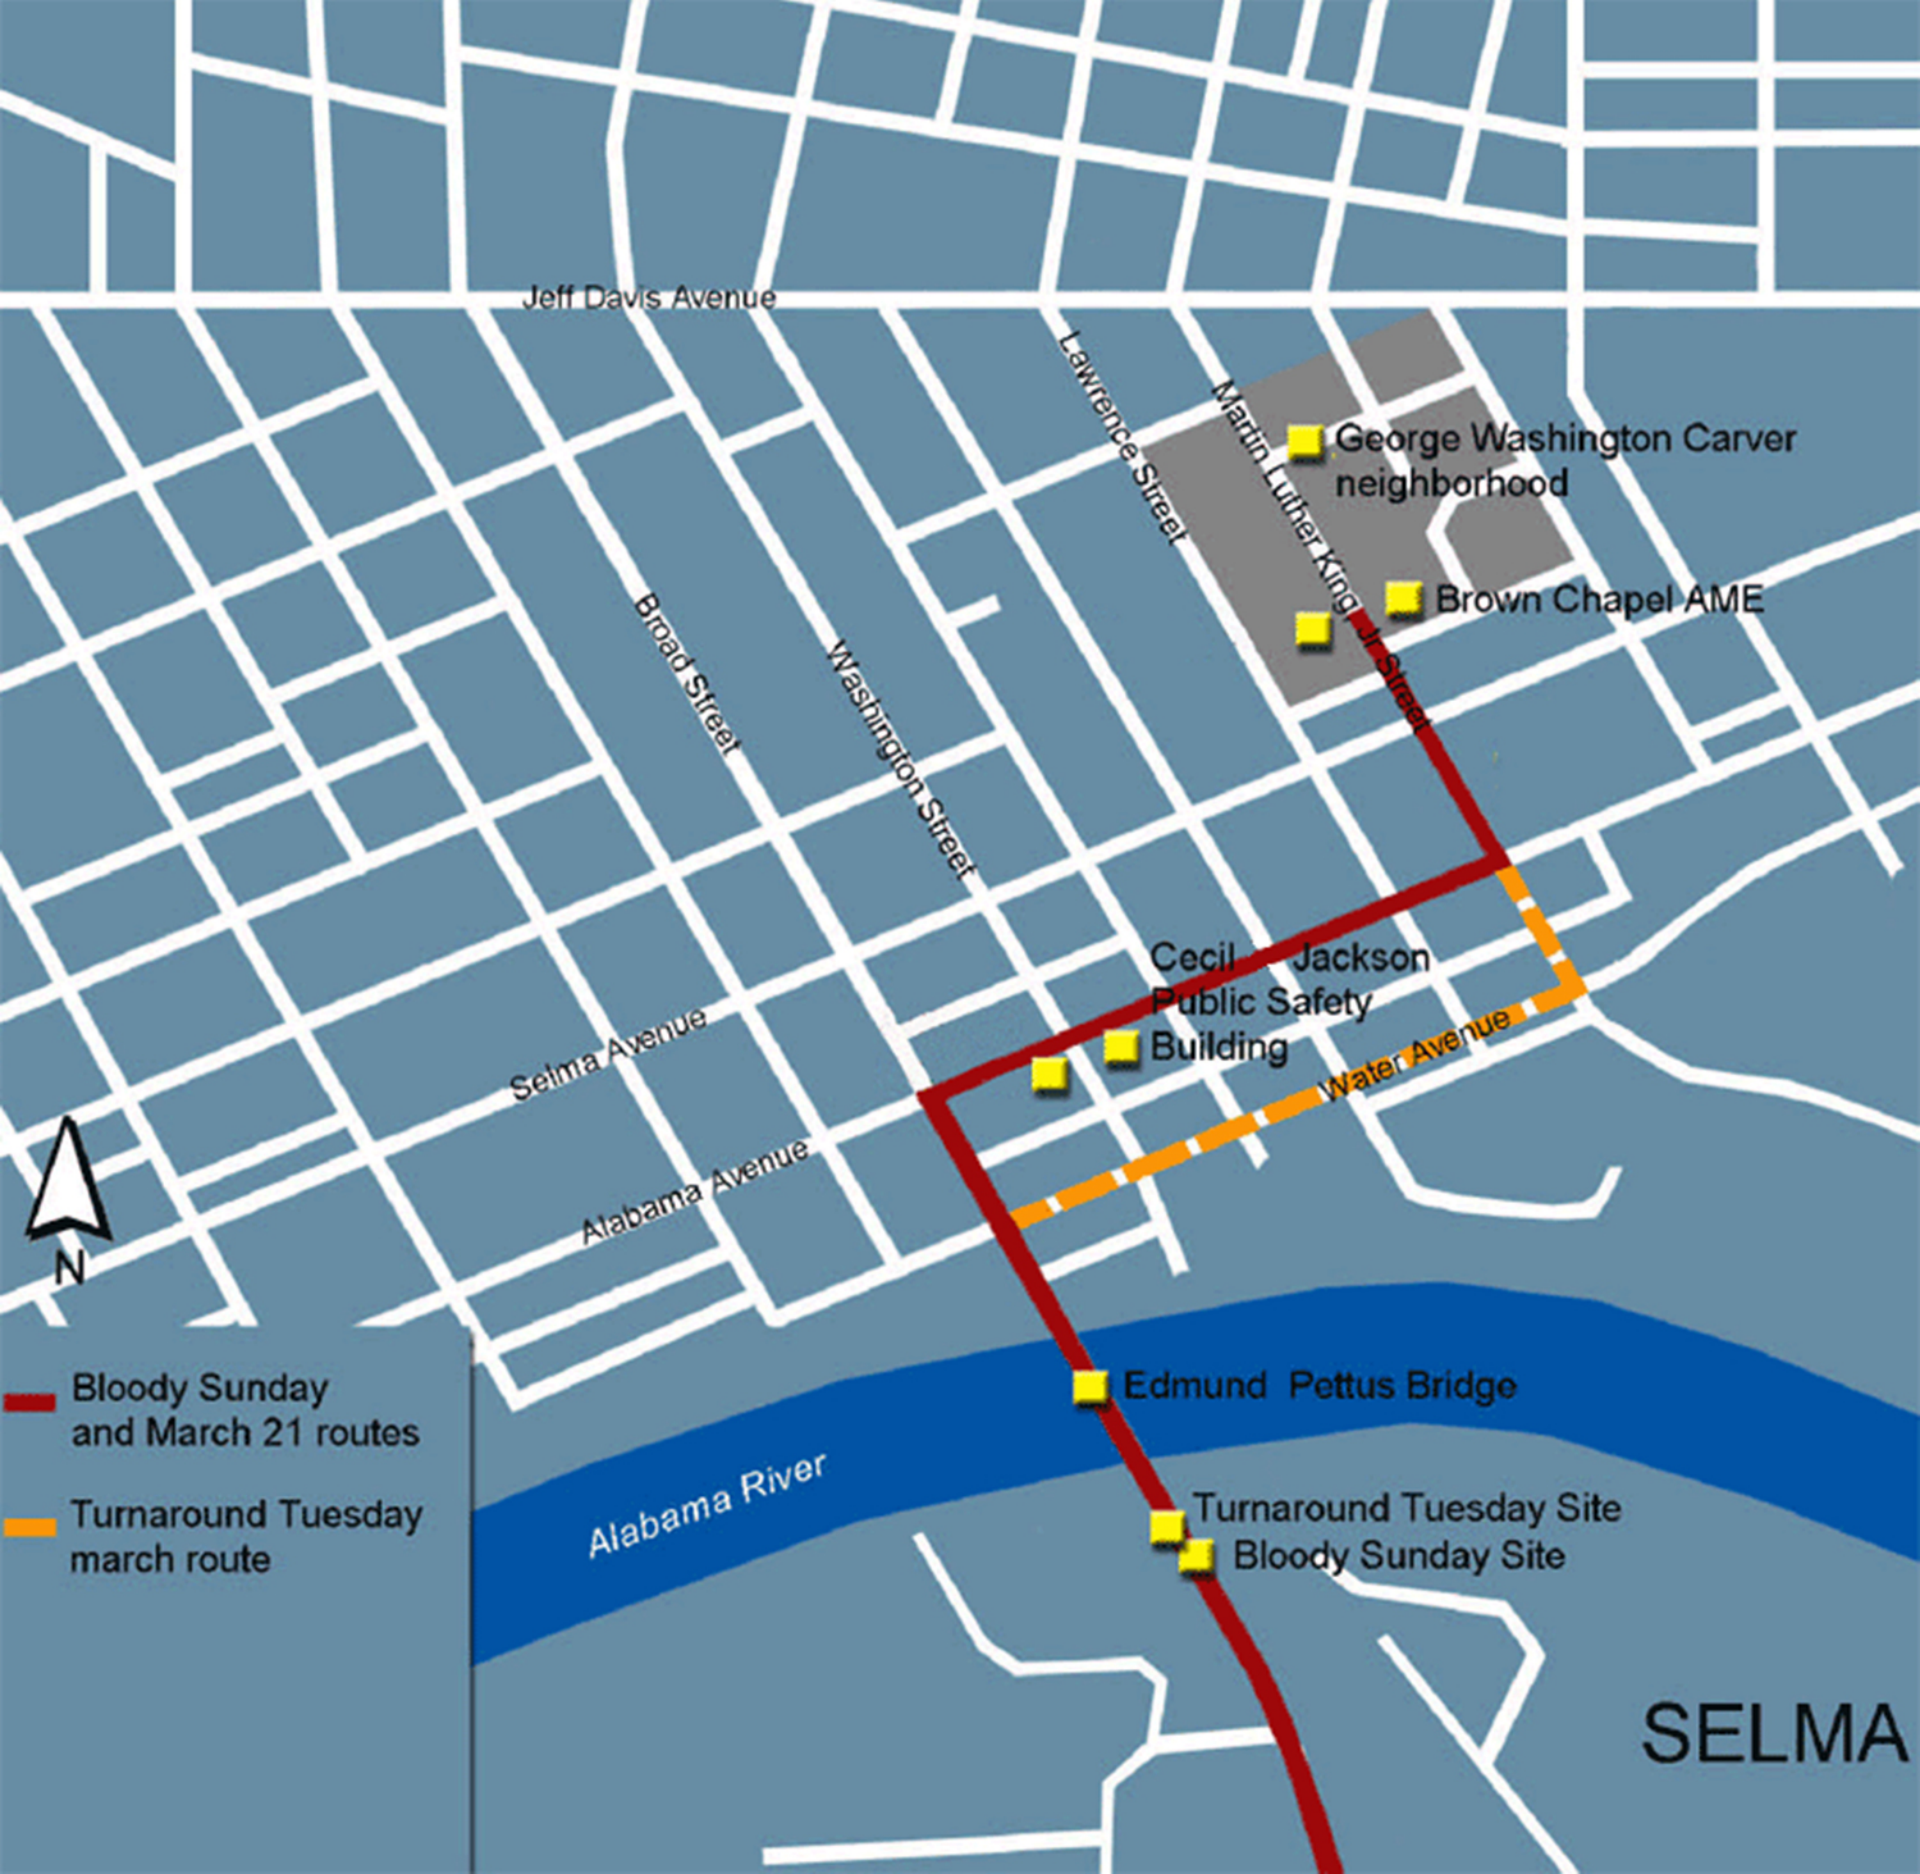 Jeff Davis Avenue
Lawrence Street
Martin Luther King Jr Street
George Washington Carver
neighborhood
Brown Chapel AME
Broad Street
Washington Street
Cecil Jackson
Public Safety
Building
Selma Avenue
Water Avenue
Alabama Avenue
N
Bloody Sunday
and March 21 routes
Turnaround Tuesday
march route
Edmund Pettus Bridge
Alabama River
Turnaround Tuesday Site
Bloody Sunday Site
SELMA